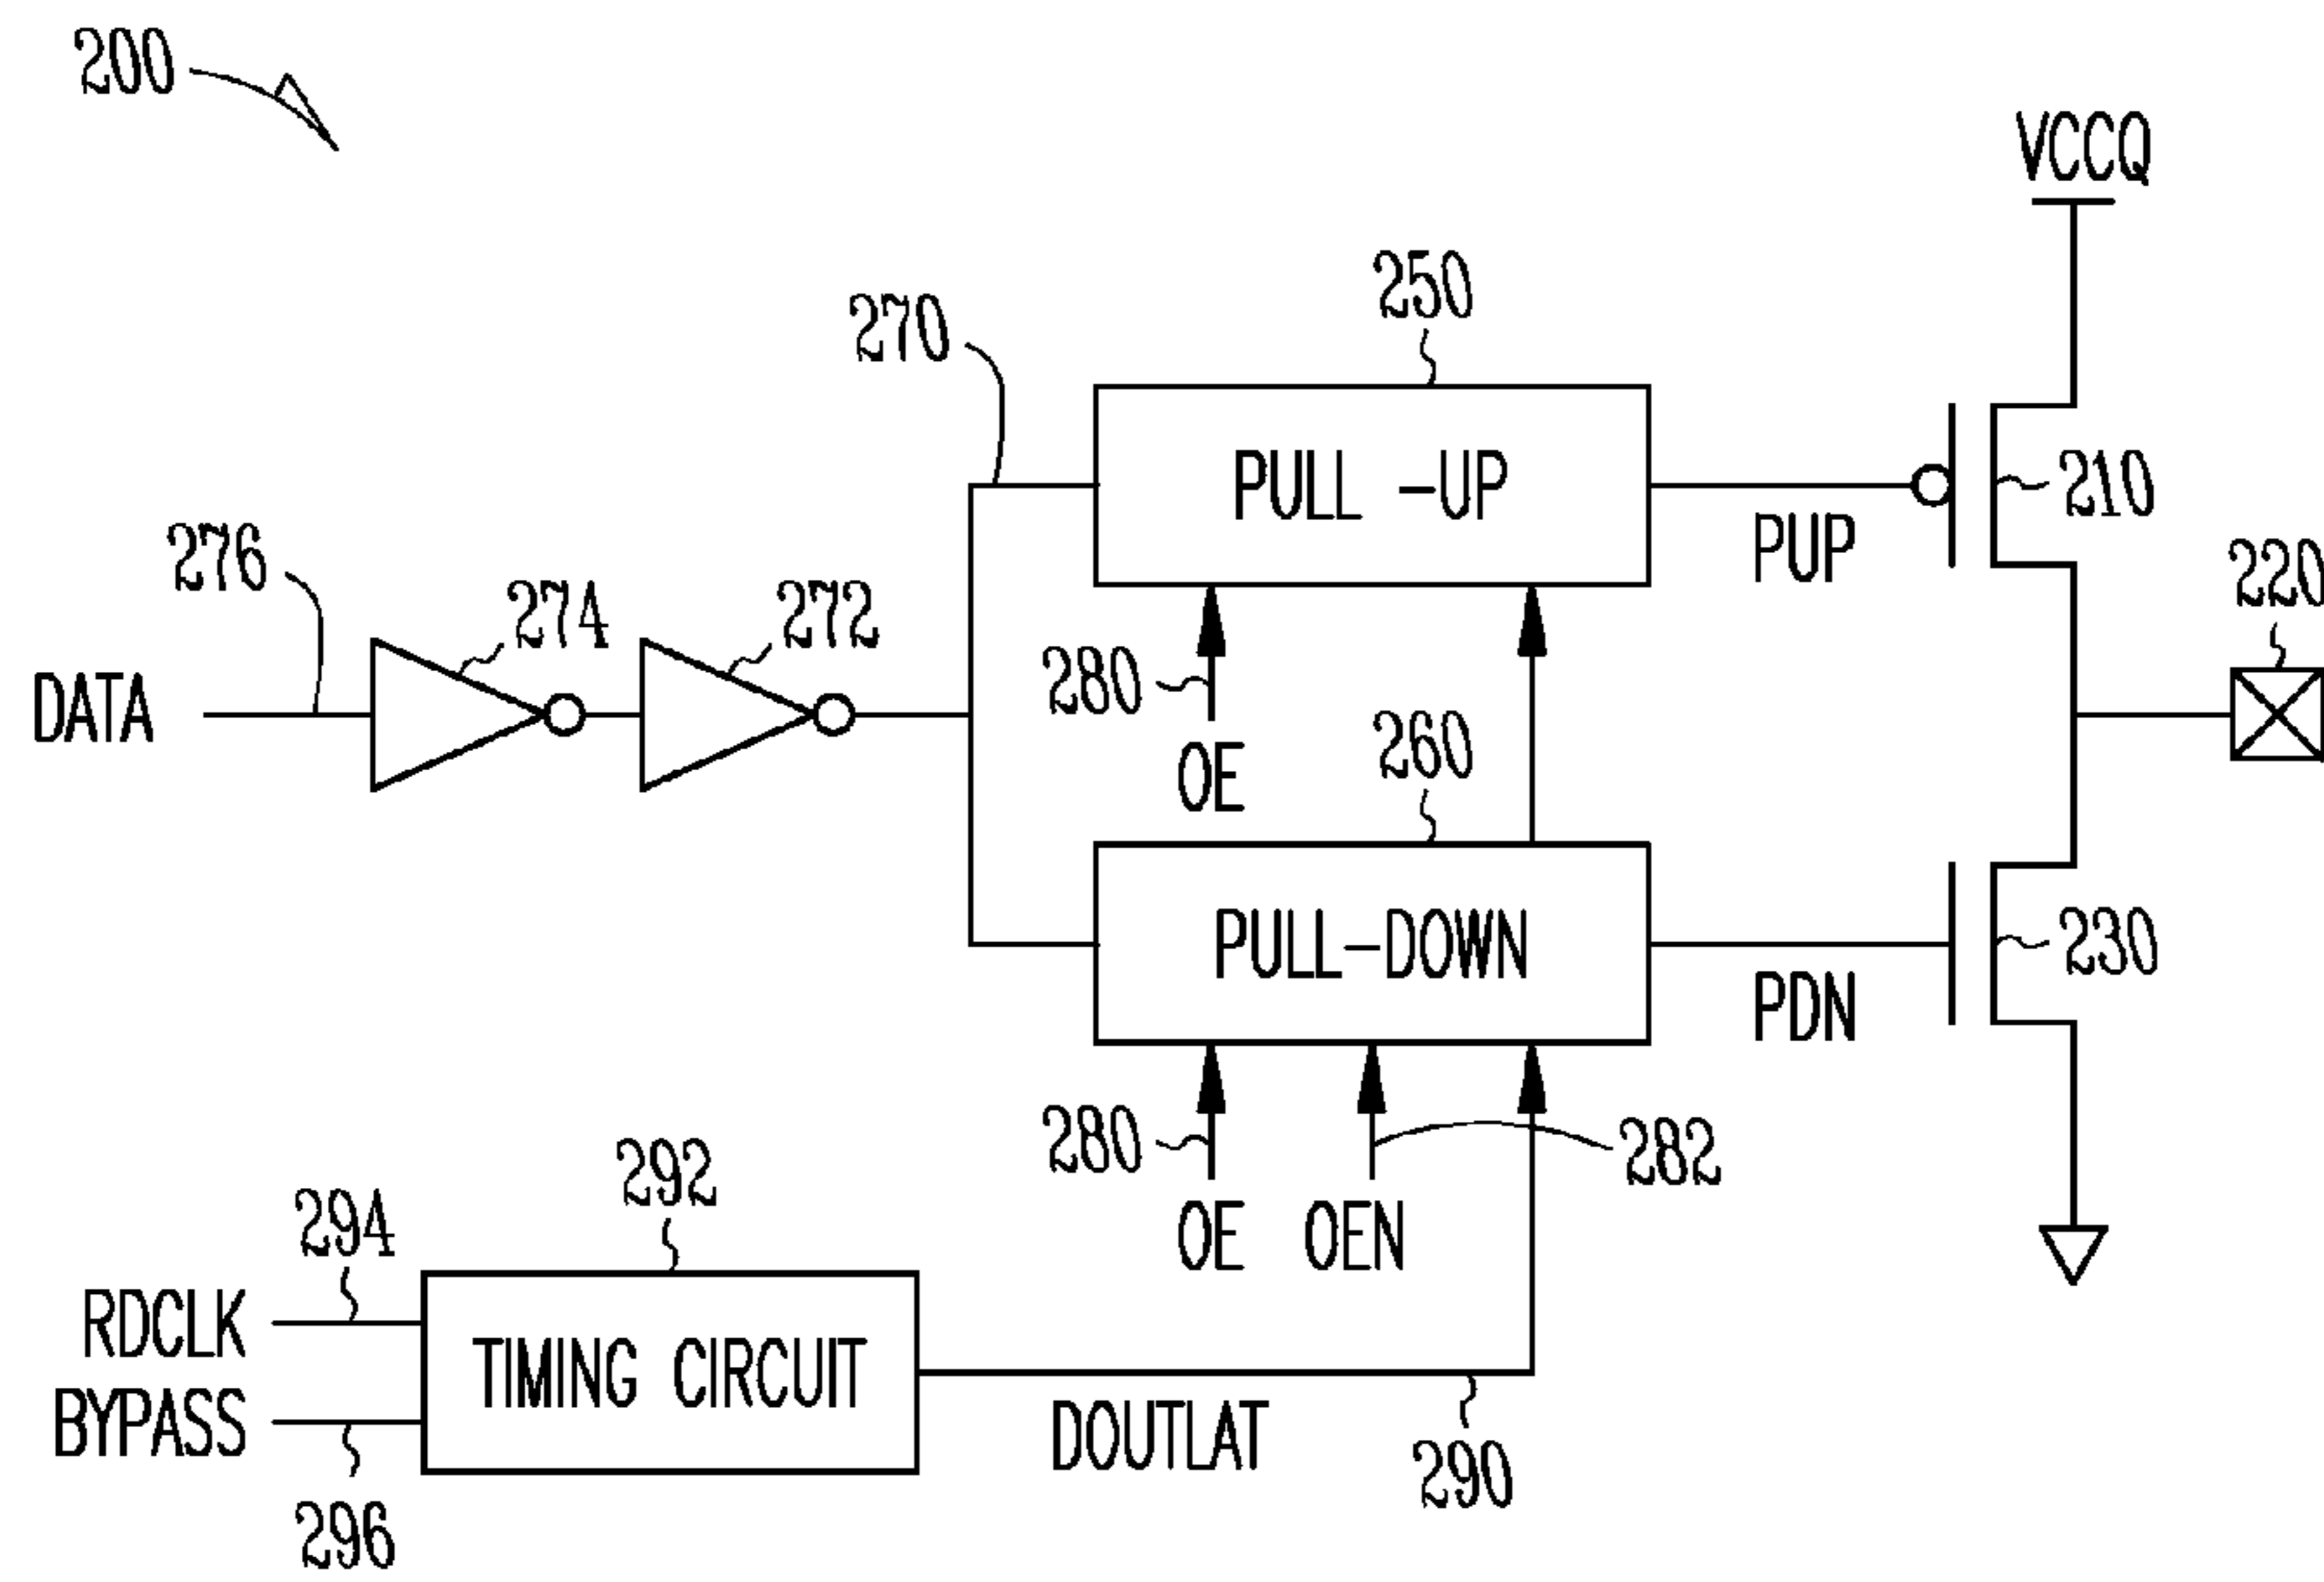 200
VCCQ
250
270
PULL -UP
210
PUP
276
274
272
220
DATA
280
260
OE
PULL-DOWN
230
PDN
280
282
292
294
OE OEN
RDCLK
TIMING CIRCUIT
BYPASS
DOUTLAT
290
296